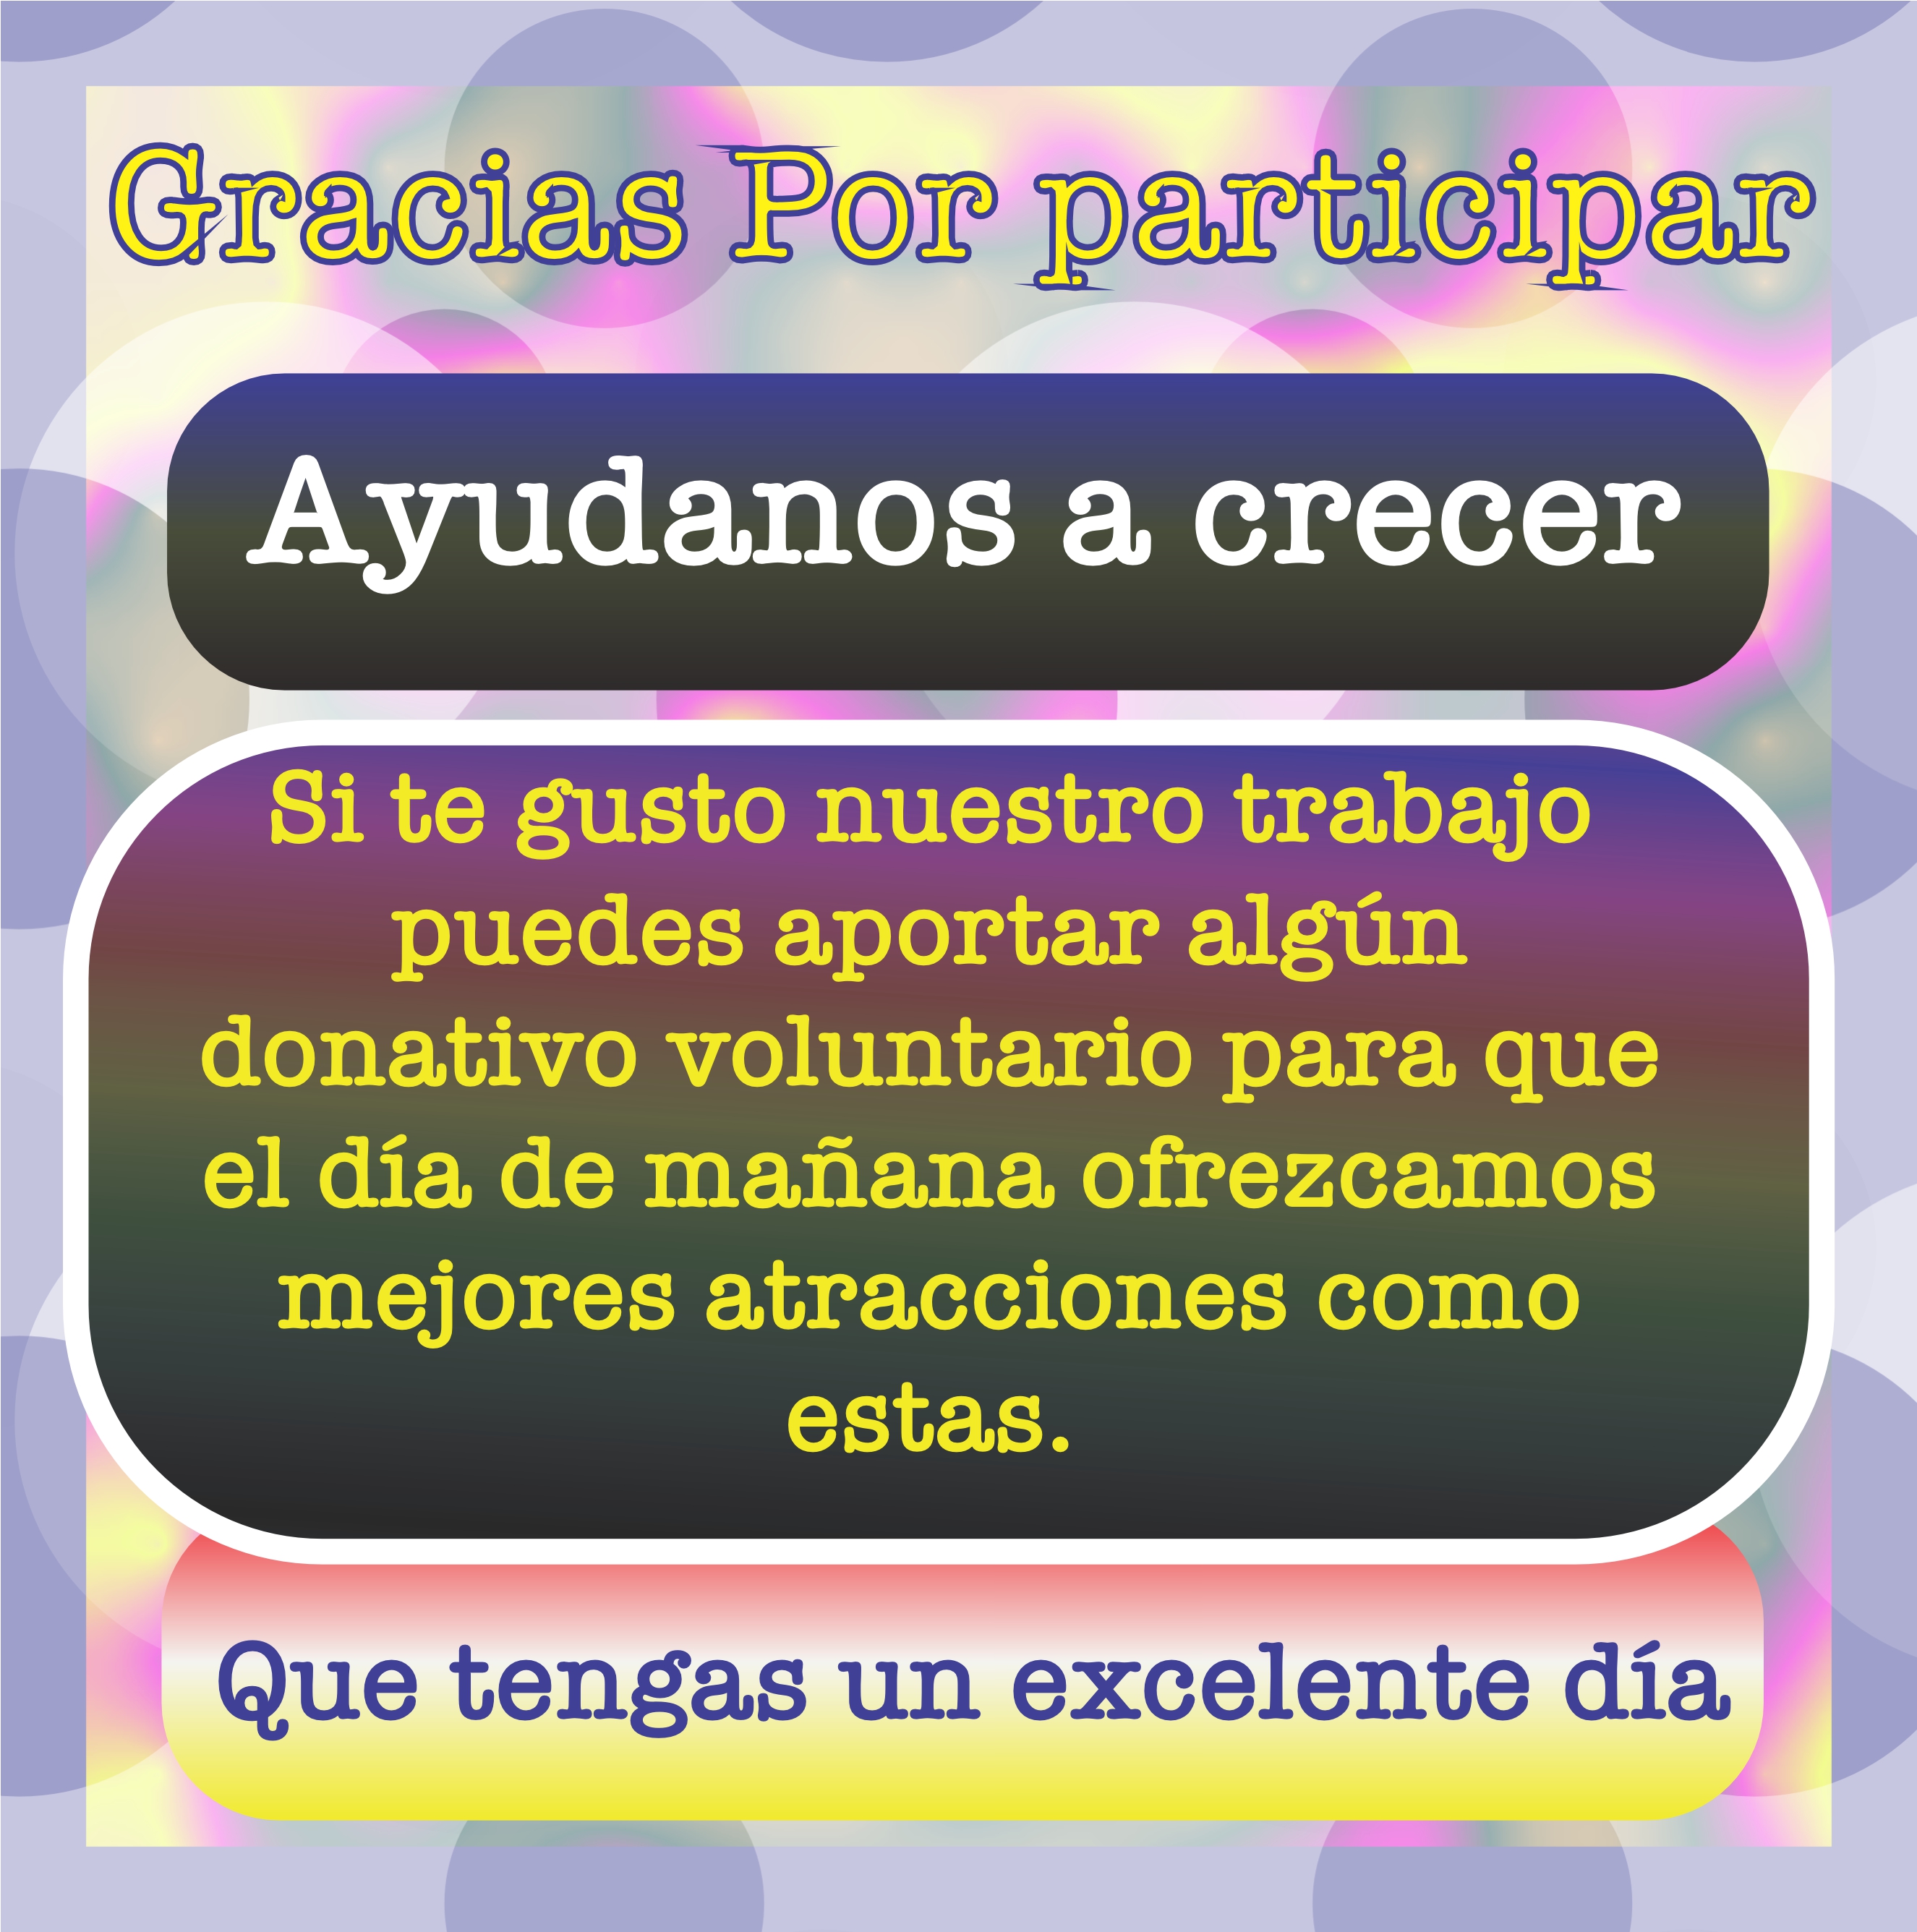 Gracias Por participar
Ayudanos a crecer
Si te gusto nuestro trabajo
puedes aportar algún
donativo voluntario para que
el día de mañana ofrezcamos
mejores atracciones como
estas.
Que tengas un excelente día